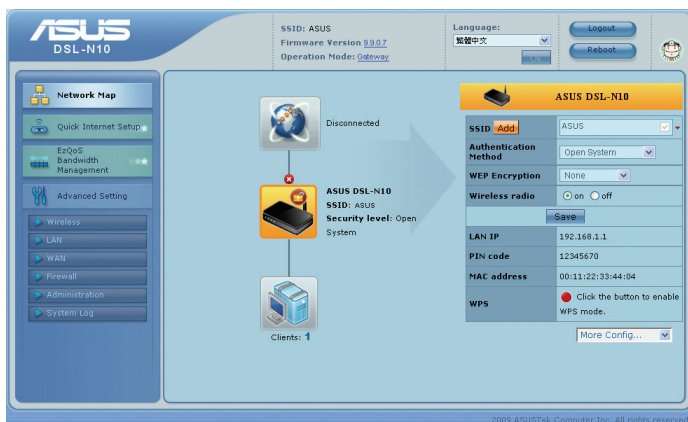 ASUS
DSL-N10
SSID: ASUS
Firmware Version 9.9.0.7
Operation Mode: Gateway
Language:
繁體中文
Logout
Reboot
Network Map
Quick Internet Setup
EzQoS
Bandwidth
Management
Advanced Setting
Wireless
LAN
WAN
Firewall
Administration
System Log
Disconnected
ASUS DSL-N10
SSID: ASUS
Security level: Open
System
Clients: 1
ASUS DSL-N10
SSID Add ASUS
Authentication
Method Open System
WEP Encryption None
Wireless radio on off
Save
LAN IP 192.168.1.1
PIN code 12345670
MAC address 00:11:22:33:44:04
WPS Click the button to enable
WPS mode.
More Config...
2009 ASUSTek Computer Inc. All rights reserved